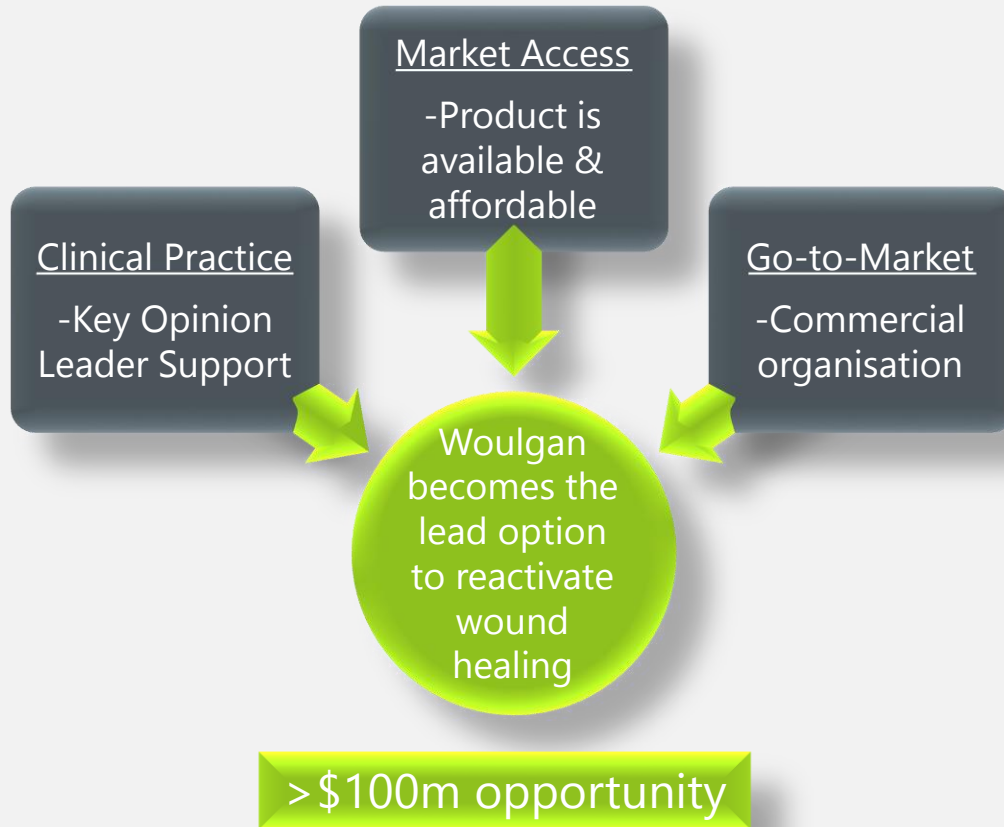 Market Access
-Product is
available &
affordable
Clinical Practice
-Key Opinion
Leader Support
Go-to-Market
-Commercial
organisation
Woulgan
becomes the
lead option
to reactivate
wound
healing
>$100m opportunity